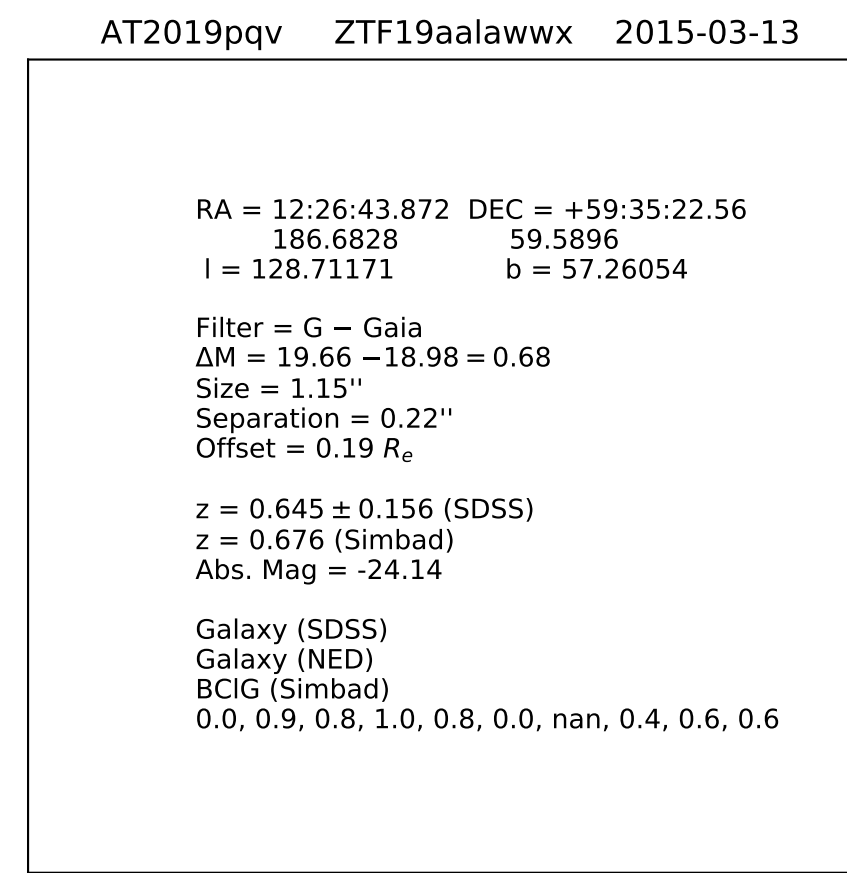 AT2019pqv ZTF19aalawwx 2015-03-13
RA = 12:26:43.872 DEC = +59:35:22.56
186.6828 59.5896
l = 128.71171 b = 57.26054
Filter = G − Gaia
ΔM = 19.66 −18.98 = 0.68
Size = 1.15''
Separation = 0.22''
Offset = 0.19 Rₑ
z = 0.645 ± 0.156 (SDSS)
z = 0.676 (Simbad)
Abs. Mag = -24.14
Galaxy (SDSS)
Galaxy (NED)
BClG (Simbad)
0.0, 0.9, 0.8, 1.0, 0.8, 0.0, nan, 0.4, 0.6, 0.6